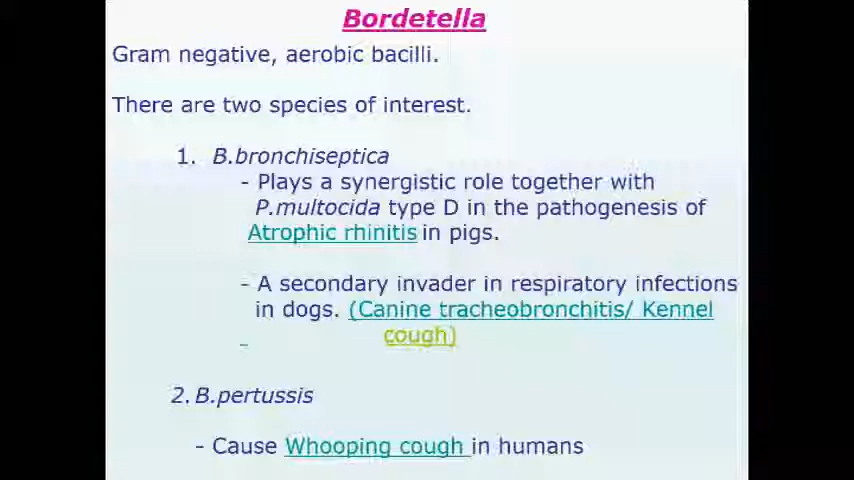 Bordetella
Gram negative, aerobic bacilli.
There are two species of interest.
1. B.bronchiseptica
- Plays a synergistic role together with
P.multocida type D in the pathogenesis of
Atrophic rhinitis in pigs.
- A secondary invader in respiratory infections
in dogs. (Canine tracheobronchitis/ Kennel
cough)
2. B.pertussis
- Cause Whooping cough in humans